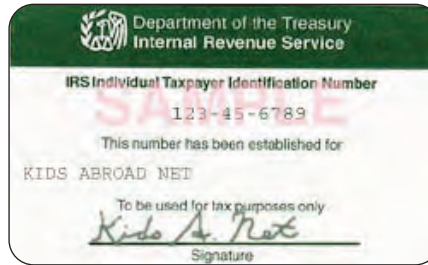 Department of the Treasury
Internal Revenue Service
IRS Individual Taxpayer Identification Number
SAMPLE
123-45-6789
This number has been established for
KIDS ABROAD NET
To be used for tax purposes only
Kids A. Net
Signature